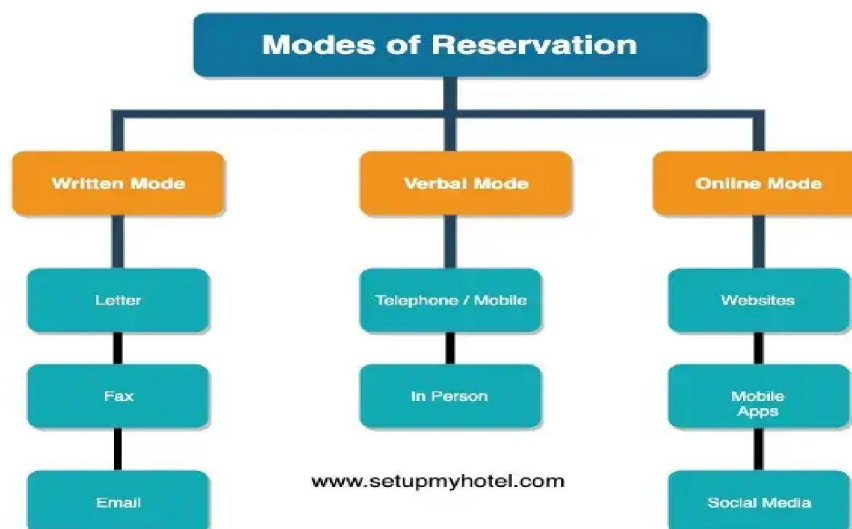 Modes of Reservation
Written Mode
Verbal Mode
Online Mode
Letter
Telephone / Mobile
Websites
Fax
In Person
Mobile
Apps
www.setupmyhotel.com
Email
Social Media